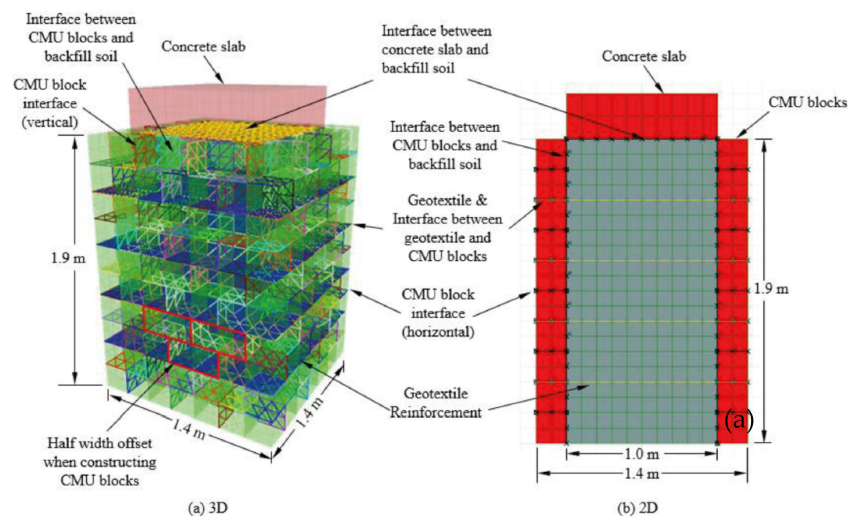 Interface between
CMU blocks and
backfill soil
Concrete slab
CMU block
interface
(vertical)
Interface between
concrete slab and
backfill soil
Concrete slab
CMU blocks
Interface between
CMU blocks and
backfill soil
Geotextile &
Interface between
geotextile and
CMU blocks
1.9 m
1.9 m
CMU block
interface
(horizontal)
Geotextile
Reinforcement
(a)
1.4 m
1.4 m
Half width offset
when constructing
CMU blocks
1.0 m
1.4 m
(a) 3D
(b) 2D